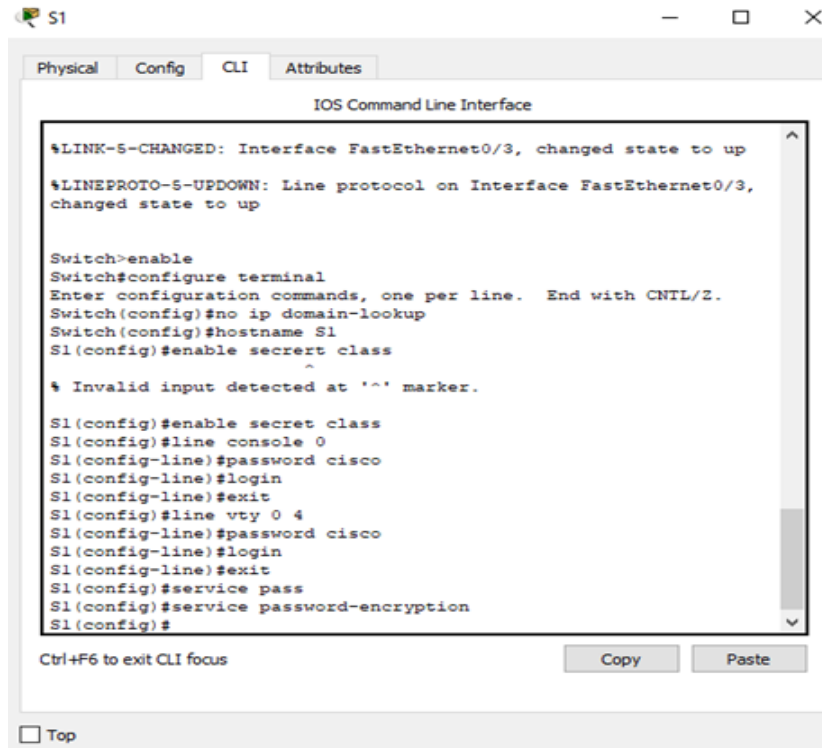 S1
Physical Config CLI Attributes
IOS Command Line Interface
%LINK-5-CHANGED: Interface FastEthernet0/3, changed state to up
%LINEPROTO-5-UPDOWN: Line protocol on Interface FastEthernet0/3,
changed state to up
Switch>enable
Switch#configure terminal
Enter configuration commands, one per line.  End with CNTL/Z.
Switch(config)#no ip domain-lookup
Switch(config)#hostname S1
S1(config)#enable secrert class
^
% Invalid input detected at '^' marker.
S1(config)#enable secret class
S1(config)#line console 0
S1(config-line)#password cisco
S1(config-line)#login
S1(config-line)#exit
S1(config)#line vty 0 4
S1(config-line)#password cisco
S1(config-line)#login
S1(config-line)#exit
S1(config)#service pass
S1(config)#service password-encryption
S1(config)#
Ctrl+F6 to exit CLI focus Copy Paste
Top